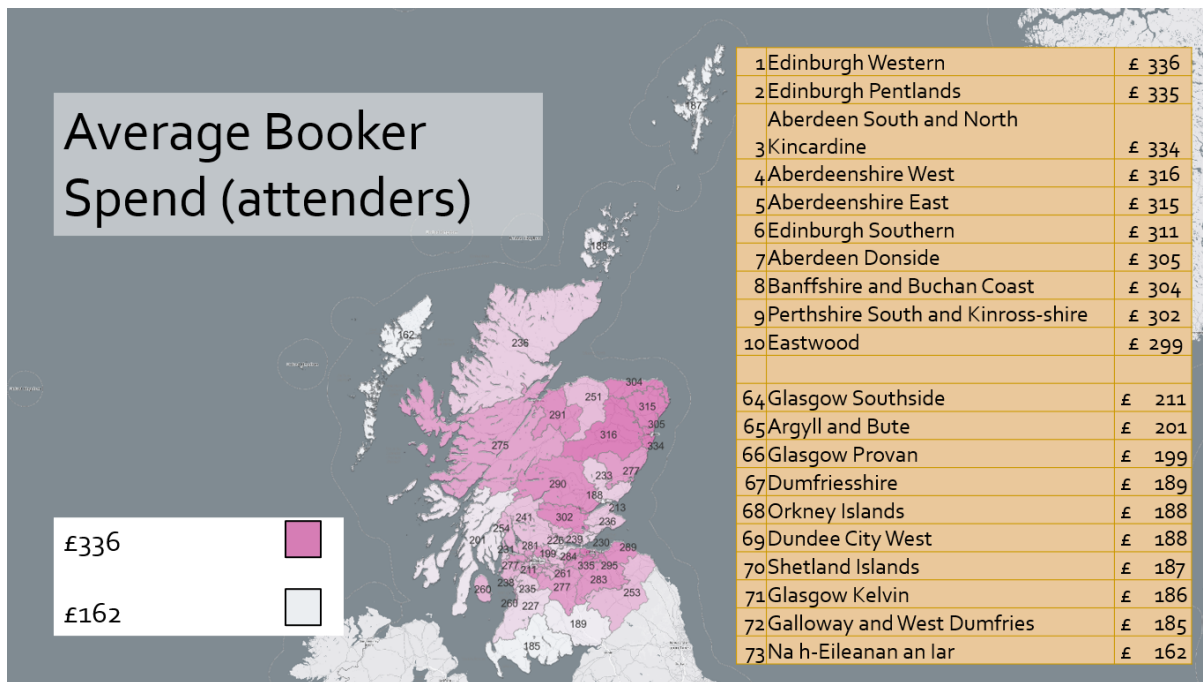 Average Booker
Spend (attenders)
£336
£162
1 Edinburgh Western £ 336
2 Edinburgh Pentlands £ 335
Aberdeen South and North
3 Kincardine £ 334
4 Aberdeenshire West £ 316
5 Aberdeenshire East £ 315
6 Edinburgh Southern £ 311
7 Aberdeen Donside £ 305
8 Banffshire and Buchan Coast £ 304
9 Perthshire South and Kinross-shire £ 302
10 Eastwood £ 299
64 Glasgow Southside £ 211
65 Argyll and Bute £ 201
66 Glasgow Provan £ 199
67 Dumfriesshire £ 189
68 Orkney Islands £ 188
69 Dundee City West £ 188
70 Shetland Islands £ 187
71 Glasgow Kelvin £ 186
72 Galloway and West Dumfries £ 185
73 Na h-Eileanan an Iar £ 162
187
188
162
236
304
251
315
291
305
316
334
275
277
233
290
188
213
302
236
241
254
201
239
230
281
231
199
289
284
277
211
335
295
261
283
238
235
277
260
253
227
189
185